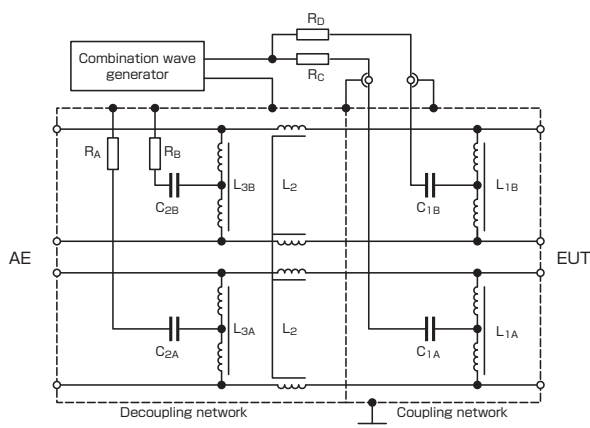 RD
Combination wave
generator
RC
RA
RB
L3B
L2
L1B
C2B
C1B
AE
EUT
L3A
L2
L1A
C2A
C1A
Decoupling network
Coupling network